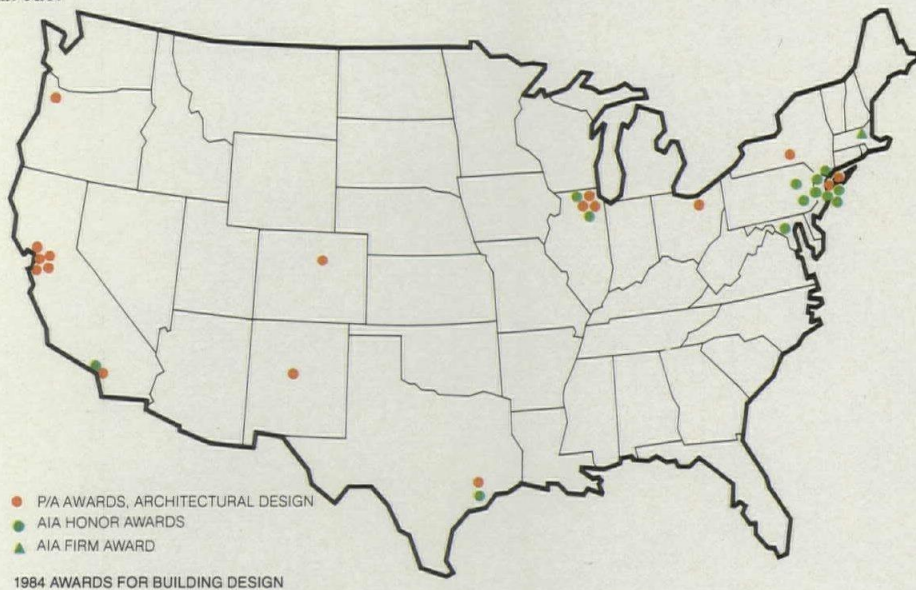 P/A AWARDS, ARCHITECTURAL DESIGN
AIA HONOR AWARDS
AIA FIRM AWARD
1984 AWARDS FOR BUILDING DESIGN